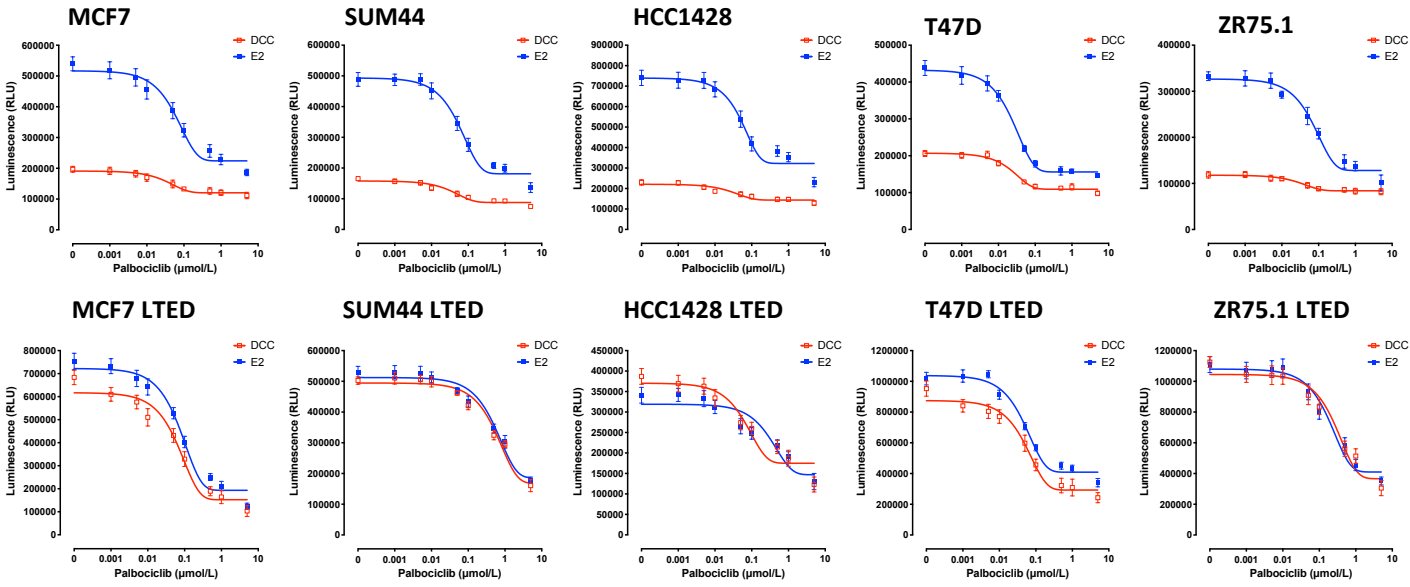 MCF7
DCC
E2
Luminescence (RLU)
600000
500000
400000
300000
200000
100000
0
0 0.001 0.01 0.1 1 10
Palbociclib (µmol/L)
SUM44
DCC
E2
Luminescence (RLU)
600000
500000
400000
300000
200000
100000
0
0 0.001 0.01 0.1 1 10
Palbociclib (µmol/L)
HCC1428
DCC
E2
Luminescence (RLU)
900000
800000
700000
600000
500000
400000
300000
200000
100000
0
0 0.001 0.01 0.1 1 10
Palbociclib (µmol/L)
T47D
DCC
E2
Luminescence (RLU)
500000
400000
300000
200000
100000
0
0 0.001 0.01 0.1 1 10
Palbociclib (µmol/L)
ZR75.1
DCC
E2
Luminescence (RLU)
400000
300000
200000
100000
0
0 0.001 0.01 0.1 1 10
Palbociclib (µmol/L)
MCF7 LTED
DCC
E2
Luminescence (RLU)
800000
700000
600000
500000
400000
300000
200000
100000
0
0 0.001 0.01 0.1 1 10
Palbociclib (µmol/L)
SUM44 LTED
DCC
E2
Luminescence (RLU)
600000
500000
400000
300000
200000
100000
0
0 0.001 0.01 0.1 1 10
Palbociclib (µmol/L)
HCC1428 LTED
DCC
E2
Luminescence (RLU)
450000
400000
350000
300000
250000
200000
150000
100000
50000
0
0 0.001 0.01 0.1 1 10
Palbociclib (µmol/L)
T47D LTED
DCC
E2
Luminescence (RLU)
1200000
1000000
800000
600000
400000
200000
0
0 0.001 0.01 0.1 1 10
Palbociclib (µmol/L)
ZR75.1 LTED
DCC
E2
Luminescence (RLU)
1200000
1000000
800000
600000
400000
200000
0
0 0.001 0.01 0.1 1 10
Palbociclib (µmol/L)